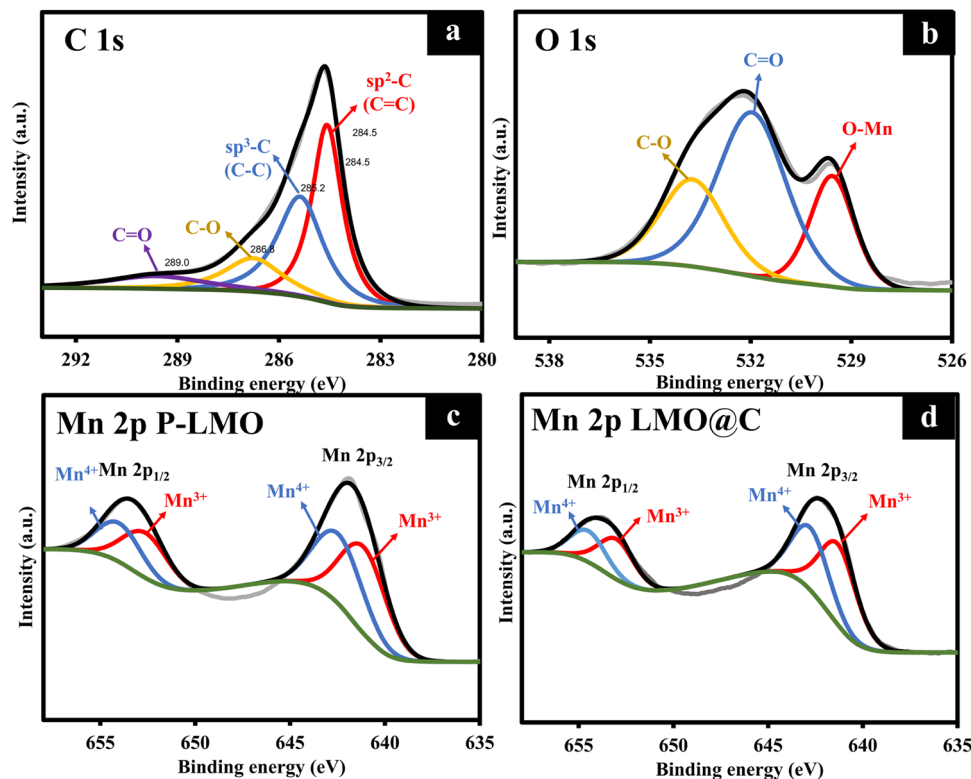 C 1s
a
sp²-C
(C=C)
284.5
284.5
sp³-C
(C-C)
285.2
C-O
286.8
C=O
289.0
Intensity (a.u.)
292 289 286 283 280
Binding energy (eV)
O 1s
b
C=O
O-Mn
C-O
Intensity (a.u.)
538 535 532 529 526
Binding energy (eV)
Mn 2p P-LMO
c
Mn 2p₃/₂
Mn⁴⁺ Mn 2p₁/₂
Mn⁴⁺
Mn³⁺
Mn³⁺
Intensity (a.u.)
655 650 645 640 635
Binding energy (eV)
Mn 2p LMO@C
d
Mn 2p₁/₂
Mn 2p₃/₂
Mn⁴⁺
Mn³⁺
Mn⁴⁺
Mn³⁺
Intensity (a.u.)
655 650 645 640 635
Binding energy (eV)